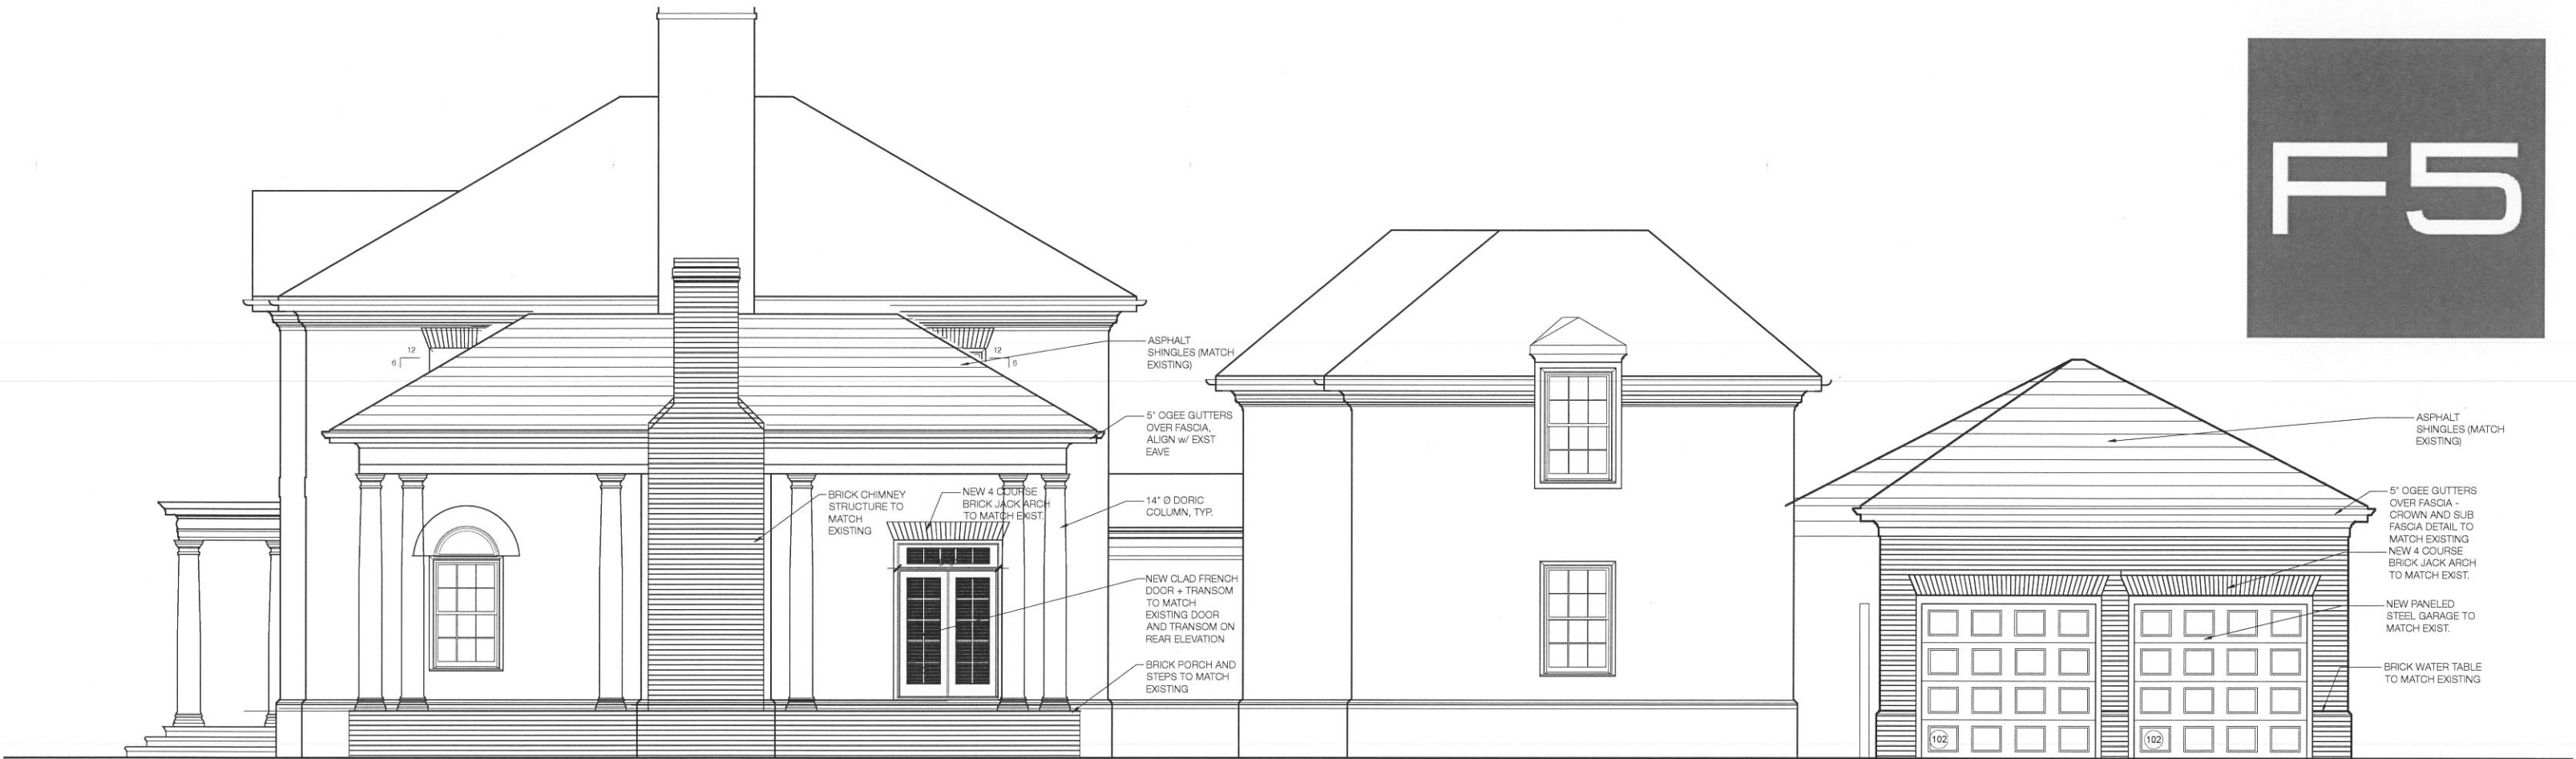 F5
12
6
12
6
ASPHALT
SHINGLES (MATCH
EXISTING)
5" OGEE GUTTERS
OVER FASCIA,
ALIGN w/ EXST
EAVE
BRICK CHIMNEY
STRUCTURE TO
MATCH
EXISTING
NEW 4 COURSE
BRICK JACK ARCH
TO MATCH EXIST.
14" Ø DORIC
COLUMN, TYP.
NEW CLAD FRENCH
DOOR + TRANSOM
TO MATCH
EXISTING DOOR
AND TRANSOM ON
REAR ELEVATION
BRICK PORCH AND
STEPS TO MATCH
EXISTING
ASPHALT
SHINGLES (MATCH
EXISTING)
5" OGEE GUTTERS
OVER FASCIA -
CROWN AND SUB
FASCIA DETAIL TO
MATCH EXISTING
NEW 4 COURSE
BRICK JACK ARCH
TO MATCH EXIST.
NEW PANELED
STEEL GARAGE TO
MATCH EXIST.
BRICK WATER TABLE
TO MATCH EXISTING
102
102